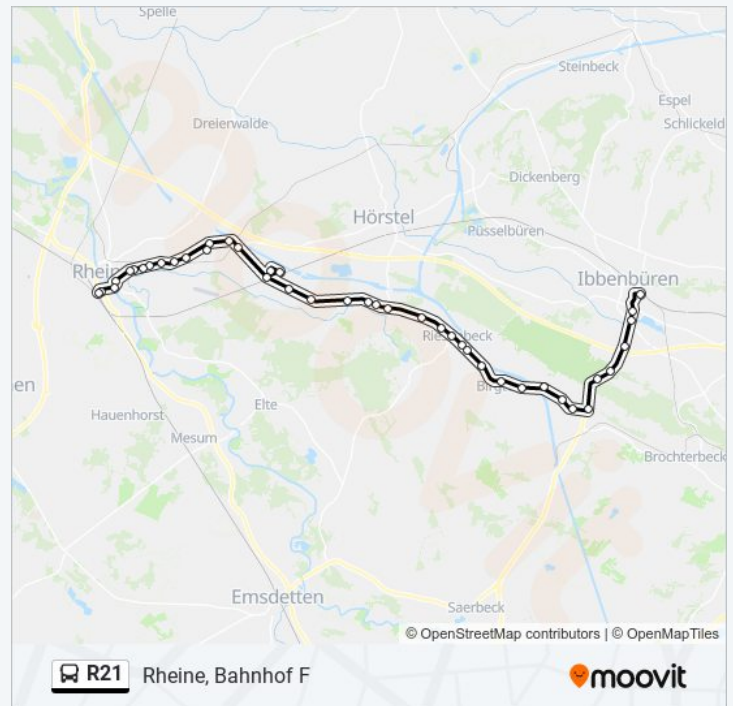 Spelle
Steinbeck
Espel
Schlickeld
Dreierwalde
Dickenberg
Hörstel
Püsselbüren
Rhein
Ibbenbüren
Elte
Hauenhorst
Mesum
Brochterbeck
en
Emsdetten
Saerbeck
© OpenStreetMap contributors | © OpenMapTiles
R21 Rheine, Bahnhof F moovit